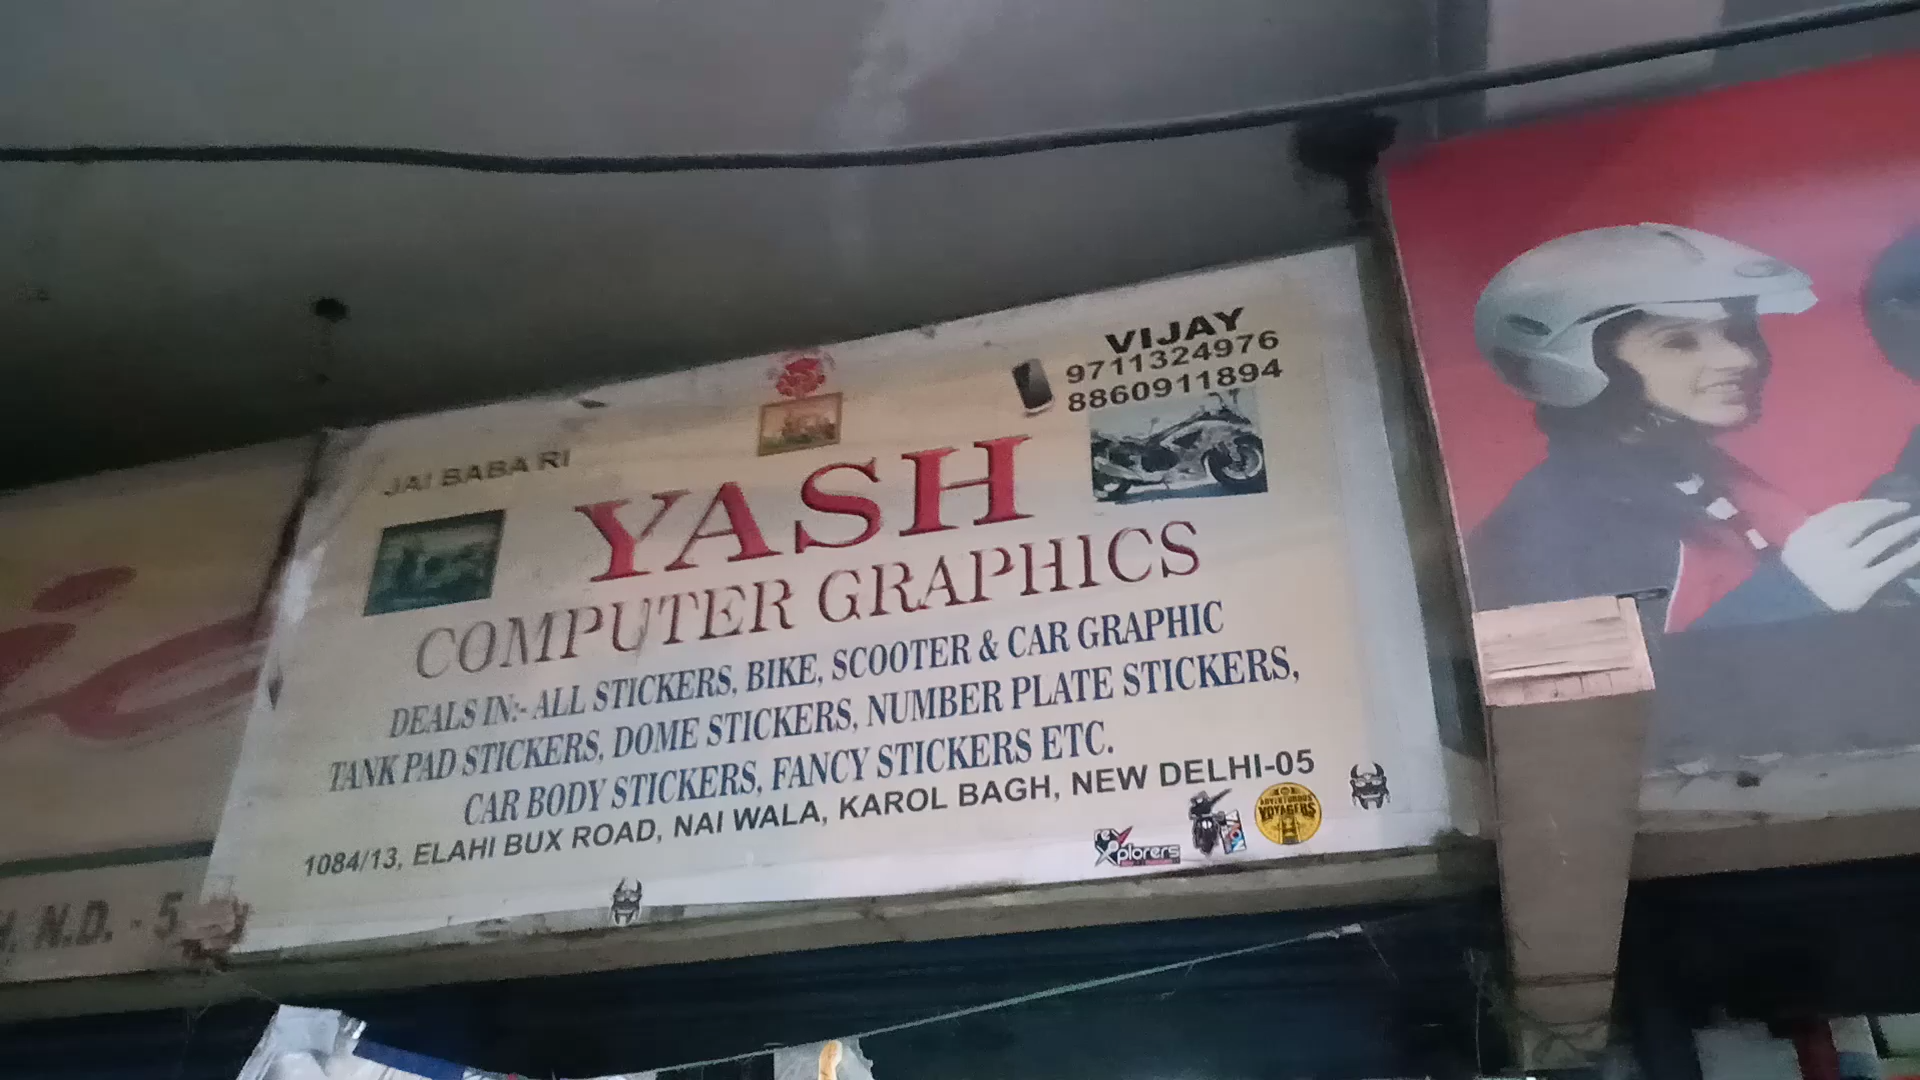 VIJAY
9711324976
8860911894
JAI BABA RI
YASH
COMPUTER GRAPHICS
DEALS IN:- ALL STICKERS, BIKE, SCOOTER & CAR GRAPHIC
TANK PAD STICKERS, DOME STICKERS, NUMBER PLATE STICKERS,
CAR BODY STICKERS, FANCY STICKERS ETC.
1084/13, ELAHI BUX ROAD, NAI WALA, KAROL BAGH, NEW DELHI-05
Xplorers
ADVENTUROUS
VOYAGERS
N.D. - 5